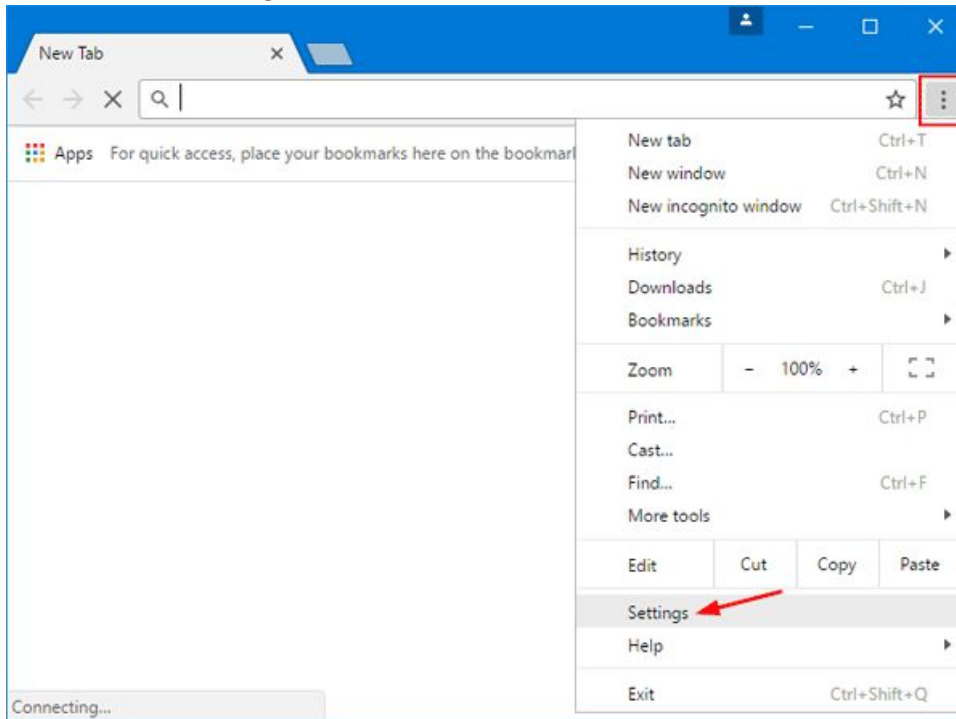 New Tab
Apps For quick access, place your bookmarks here on the bookmarl
New tab Ctrl+T
New window Ctrl+N
New incognito window Ctrl+Shift+N
History
Downloads Ctrl+J
Bookmarks
Zoom - 100% +
Print... Ctrl+P
Cast...
Find... Ctrl+F
More tools
Edit Cut Copy Paste
Settings
Help
Exit Ctrl+Shift+Q
Connecting...